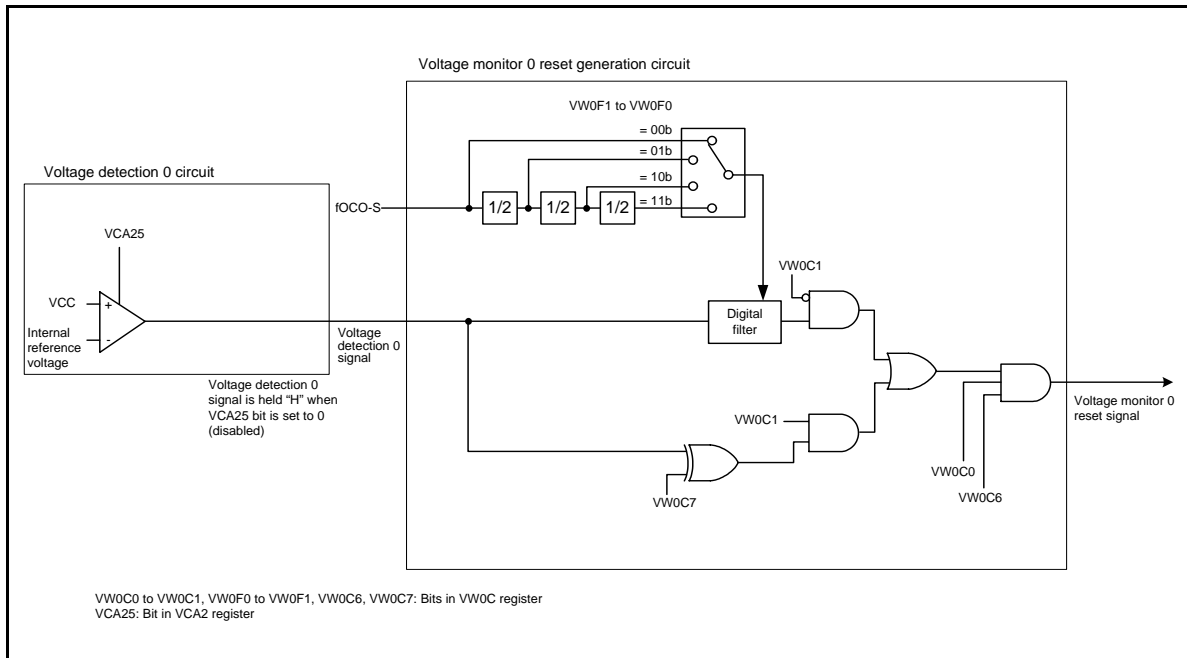 Voltage monitor 0 reset generation circuit
VW0F1 to VW0F0
= 00b
= 01b
= 10b
= 11b
Voltage detection 0 circuit
fOCO-S
1/2
1/2
1/2
VCA25
VW0C1
VCC
+
Internal
reference
voltage
-
Digital
filter
Voltage
detection 0
signal
Voltage detection 0
signal is held “H” when
VCA25 bit is set to 0
(disabled)
Voltage monitor 0
reset signal
VW0C1
VW0C7
VW0C0
VW0C6
VW0C0 to VW0C1, VW0F0 to VW0F1, VW0C6, VW0C7: Bits in VW0C register
VCA25: Bit in VCA2 register